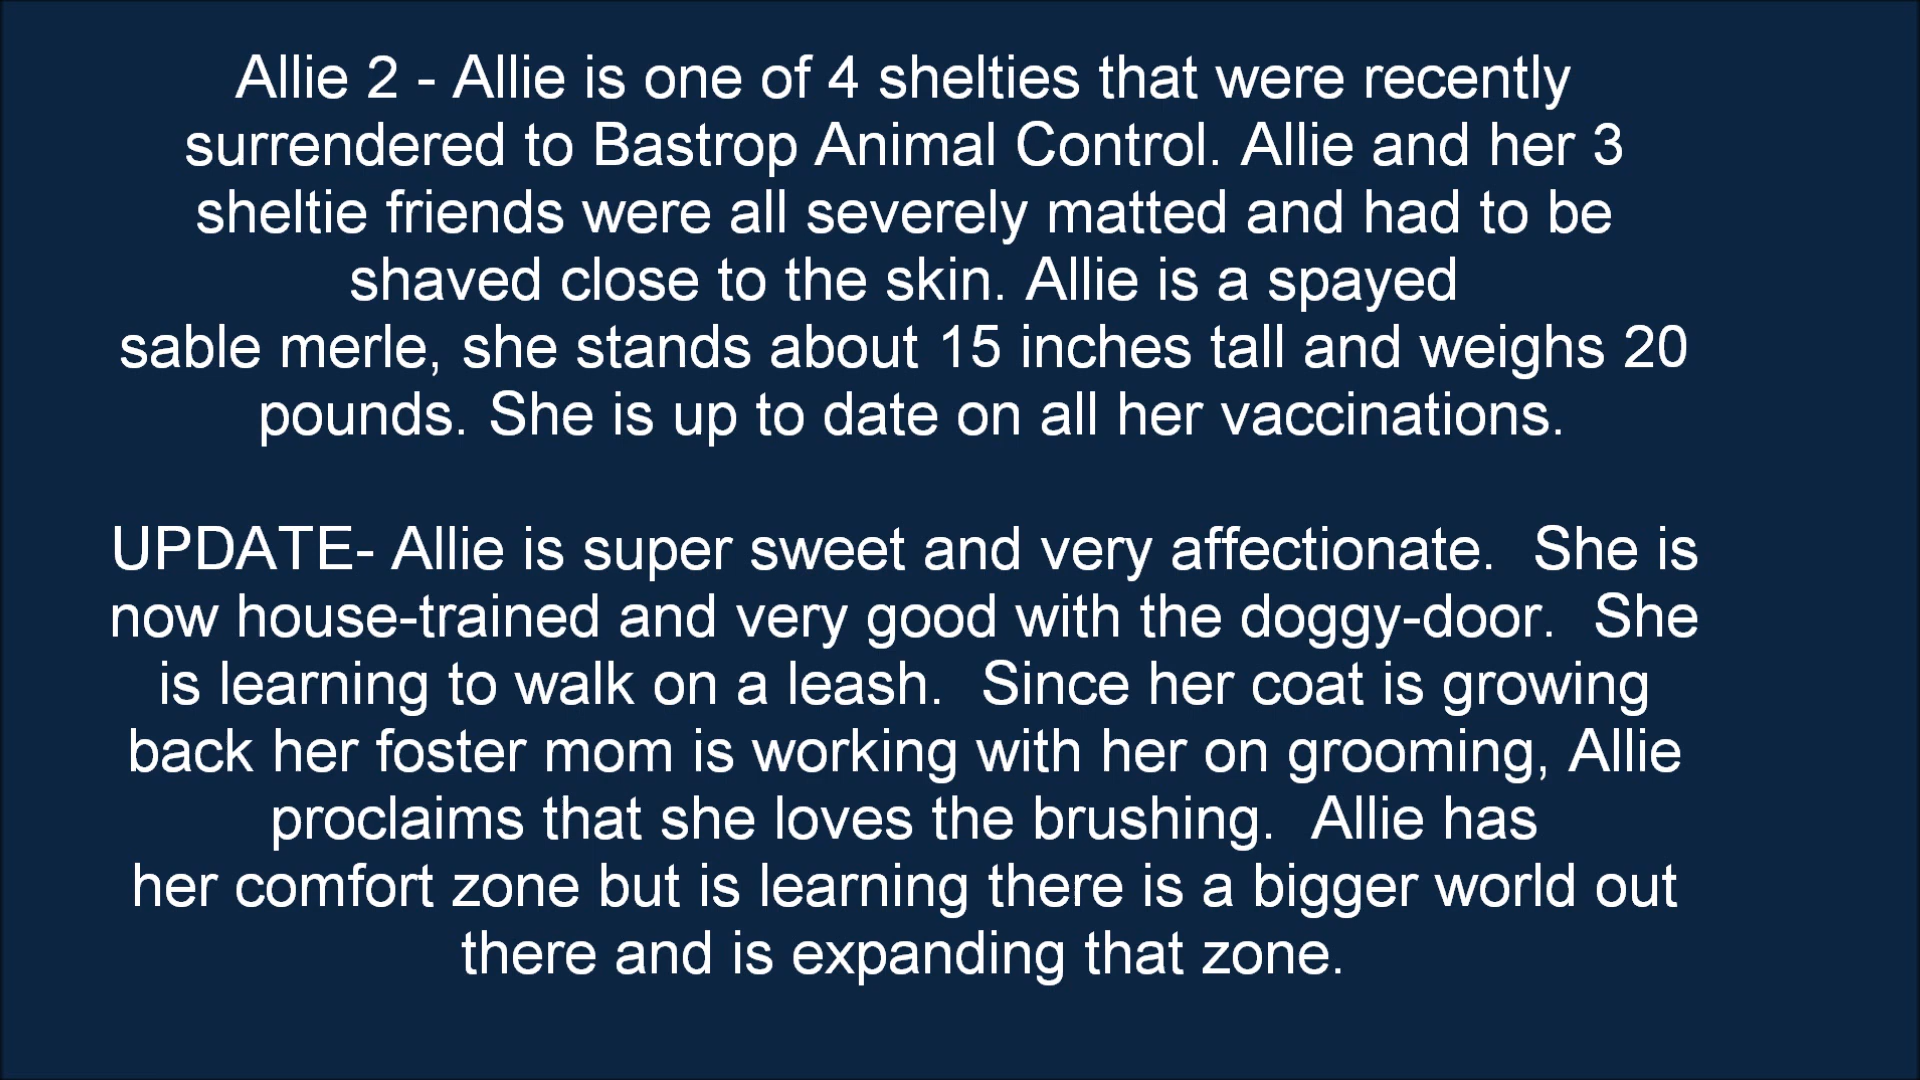 Allie 2 - Allie is one of 4 shelties that were recently
surrendered to Bastrop Animal Control. Allie and her 3
sheltie friends were all severely matted and had to be
shaved close to the skin. Allie is a spayed
sable merle, she stands about 15 inches tall and weighs 20
pounds. She is up to date on all her vaccinations.
UPDATE- Allie is super sweet and very affectionate.  She is
now house-trained and very good with the doggy-door.  She
is learning to walk on a leash.  Since her coat is growing
back her foster mom is working with her on grooming, Allie
proclaims that she loves the brushing.  Allie has
her comfort zone but is learning there is a bigger world out
there and is expanding that zone.